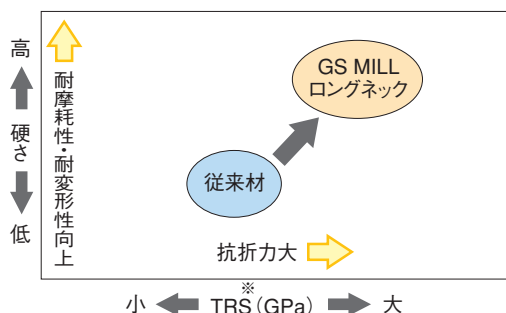 高
硬さ
低
耐摩耗性・耐変形性向上
GS MILL
ロングネック
従来材
抗折力大
※
小 TRS（GPa） 大